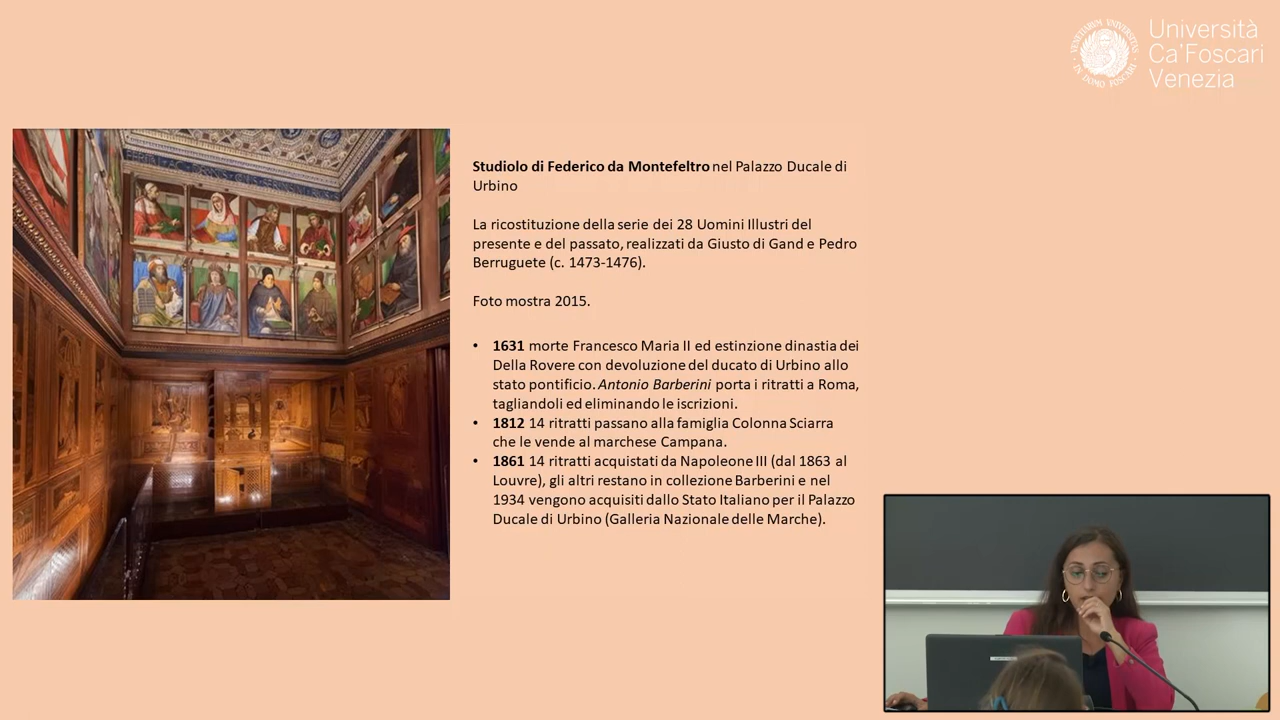 Università
Ca'Foscari
Venezia
VENETIARUM UNIVERSITAS
IN DOMO FOSCARI
Studiolo di Federico da Montefeltro nel Palazzo Ducale di
Urbino
La ricostituzione della serie dei 28 Uomini Illustri del
presente e del passato, realizzati da Giusto di Gand e Pedro
Berruguete (c. 1473-1476).
Foto mostra 2015.
• 1631 morte Francesco Maria II ed estinzione dinastia dei
Della Rovere con devoluzione del ducato di Urbino allo
stato pontificio. Antonio Barberini porta i ritratti a Roma,
tagliandoli ed eliminando le iscrizioni.
• 1812 14 ritratti passano alla famiglia Colonna Sciarra
che le vende al marchese Campana.
• 1861 14 ritratti acquistati da Napoleone III (dal 1863 al
Louvre), gli altri restano in collezione Barberini e nel
1934 vengono acquisiti dallo Stato Italiano per il Palazzo
Ducale di Urbino (Galleria Nazionale delle Marche).